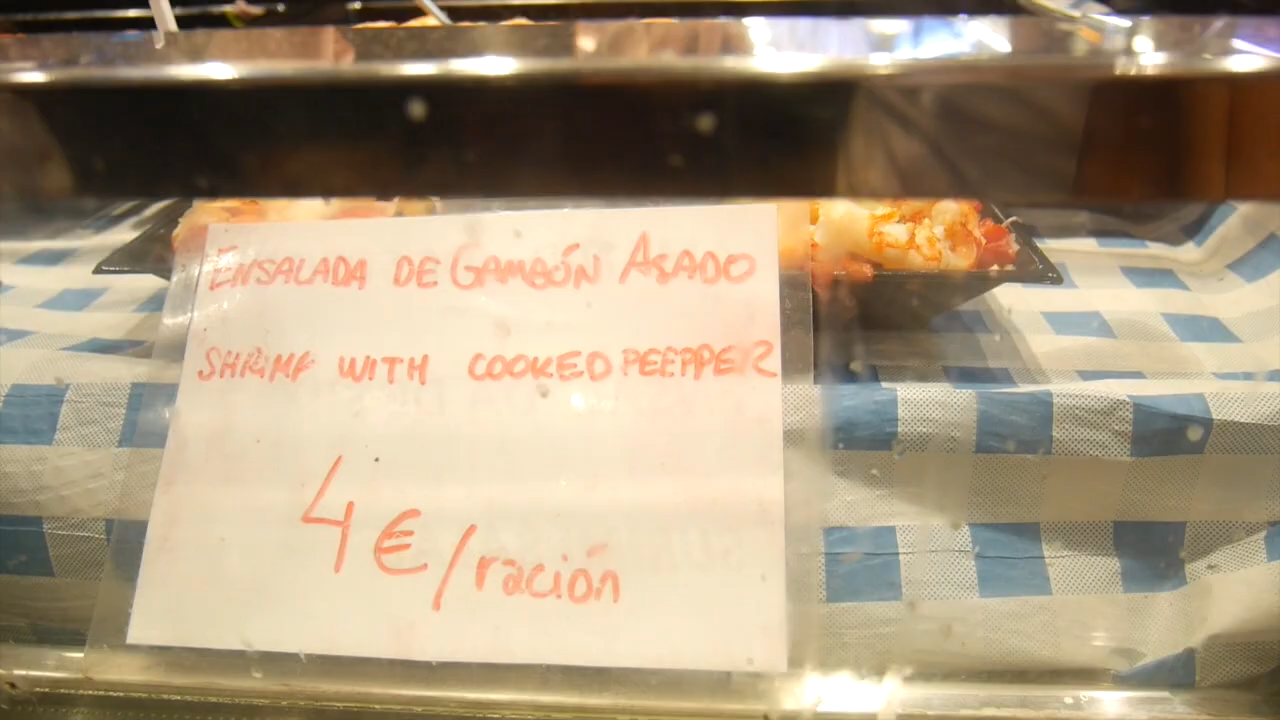 ENSALADA DE GAMBÓN ASADO
SHRIMP WITH COOKED PEEPPER
4€/ración